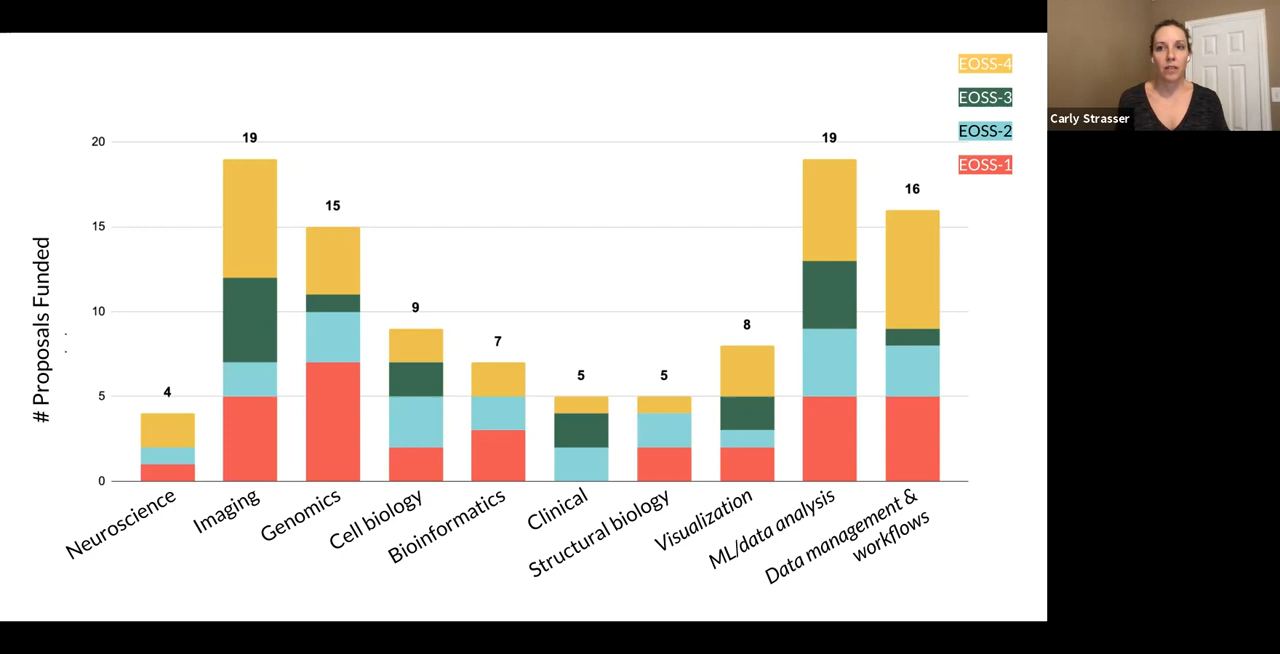 EOSS-4
EOSS-3
EOSS-2
EOSS-1
Carly Strasser
# Proposals Funded
20
15
10
5
0
4
19
15
9
7
5
5
8
19
16
Neuroscience
Imaging
Genomics
Cell biology
Bioinformatics
Clinical
Structural biology
Visualization
ML/data analysis
Data management &
workflows